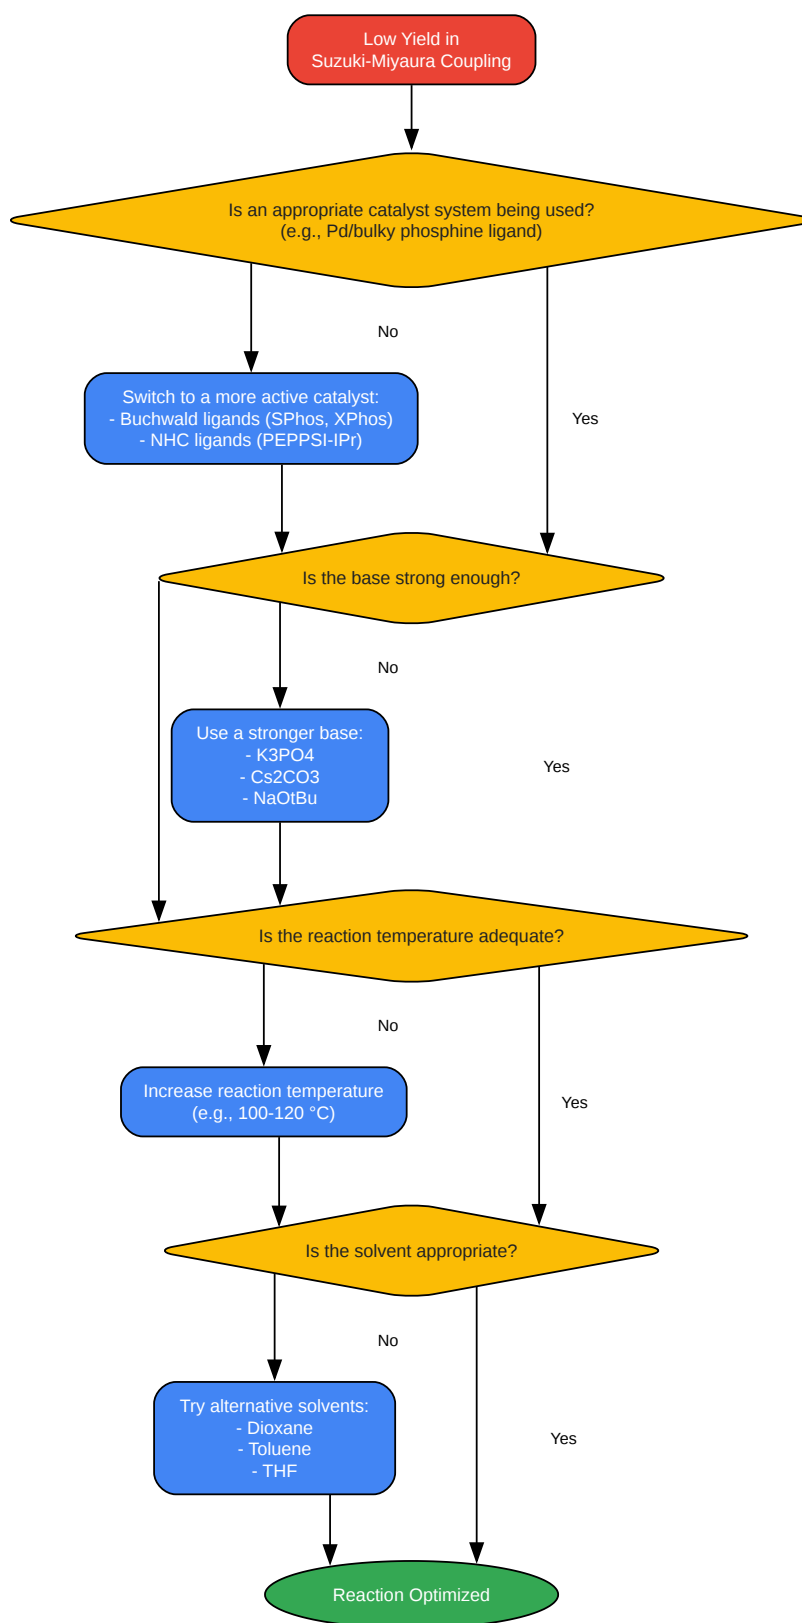 Low Yield in
Suzuki-Miyaura Coupling
Is an appropriate catalyst system being used?
(e.g., Pd/bulky phosphine ligand)
No
Switch to a more active catalyst:
- Buchwald ligands (SPhos, XPhos)
- NHC ligands (PEPPSI-IPr)
Yes
Is the base strong enough?
No
Use a stronger base:
- K3PO4
- Cs2CO3
- NaOtBu
Yes
Is the reaction temperature adequate?
No
Increase reaction temperature
(e.g., 100-120 °C)
Yes
Is the solvent appropriate?
No
Try alternative solvents:
- Dioxane
- Toluene
- THF
Yes
Reaction Optimized